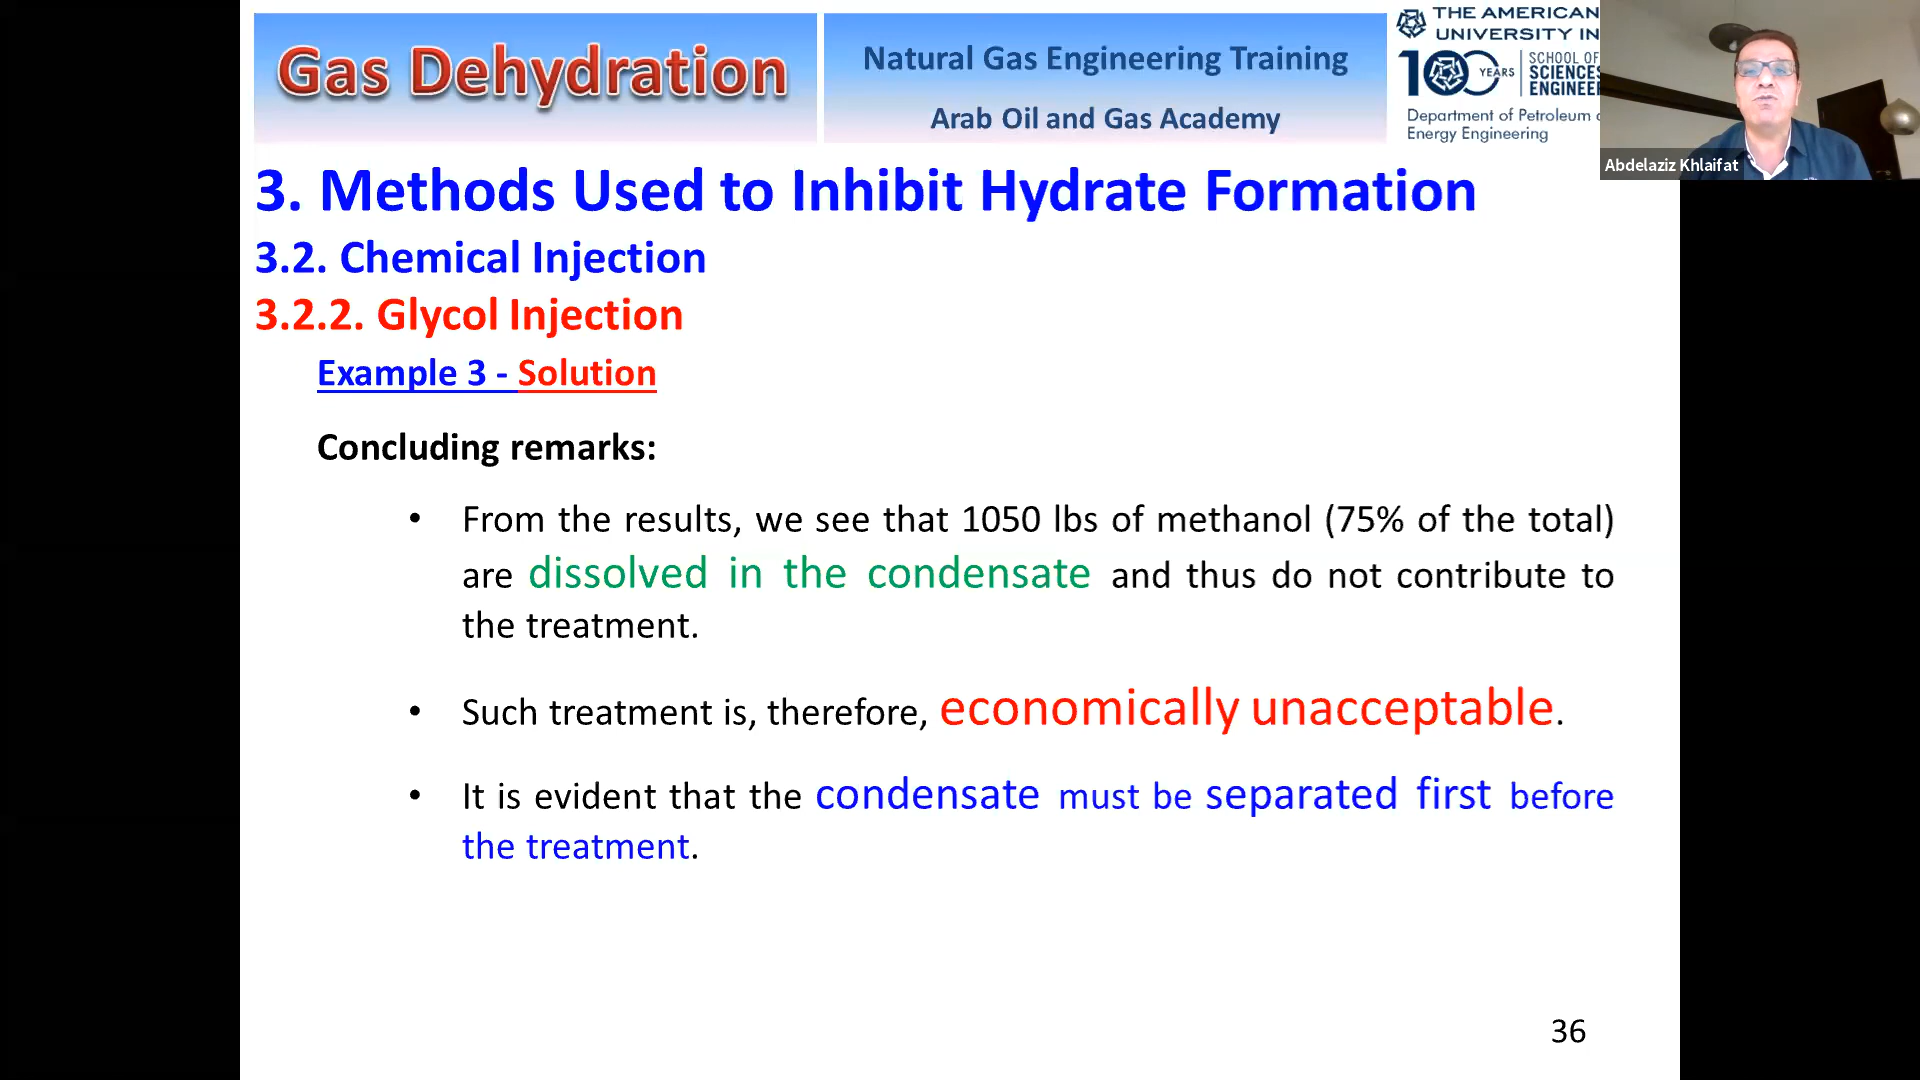 Gas Dehydration
Natural Gas Engineering Training
Arab Oil and Gas Academy
THE AMERICAN
UNIVERSITY IN
100 YEARS
SCHOOL OF
SCIENCES
ENGINEE
Department of Petroleum
Energy Engineering
Abdelaziz Khlaifat
3. Methods Used to Inhibit Hydrate Formation
3.2. Chemical Injection
3.2.2. Glycol Injection
Example 3 - Solution
Concluding remarks:
• From the results, we see that 1050 lbs of methanol (75% of the total)
are dissolved in the condensate and thus do not contribute to
the treatment.
• Such treatment is, therefore, economically unacceptable.
• It is evident that the condensate must be separated first before
the treatment.
36